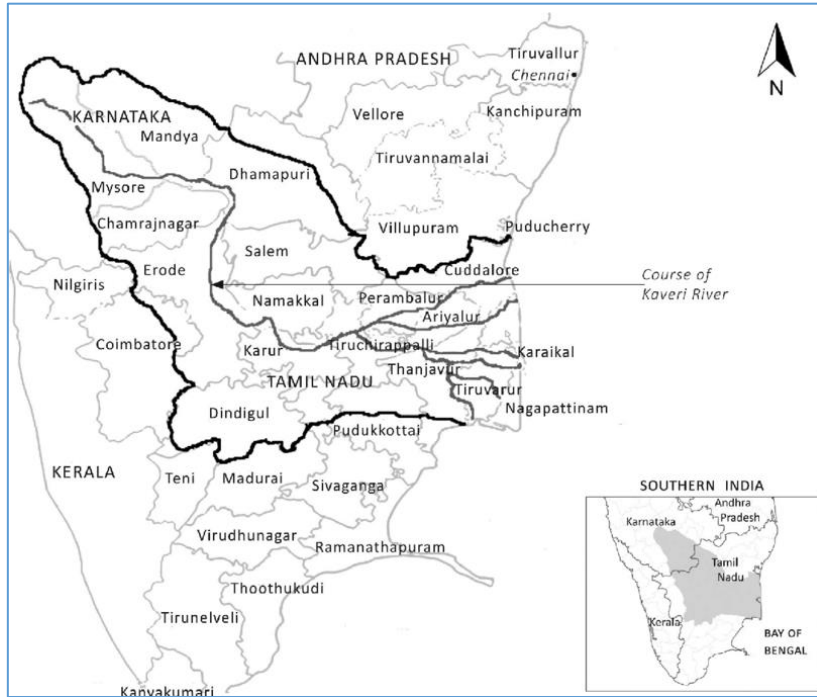 ANDHRA PRADESH
Tiruvallur
Chennai
N
KARNATAKA
Mandya
Vellore
Kanchipuram
Tiruvannamalai
Dhamapuri
Mysore
Chamrajnagar
Villupuram
Puducherry
Salem
Erode
Cuddalore
Course of
Kaveri River
Nilgiris
Namakkal
Perambalur
Ariyalur
Coimbatore
Karur
Tiruchirappalli
Karaikal
Thanjavur
TAMIL NADU
Tiruvarur
Dindigul
Nagapattinam
Pudukkottai
KERALA
Teni
Madurai
Sivaganga
Virudhunagar
Ramanathapuram
Thoothukudi
Tirunelveli
Kanyakumari
SOUTHERN INDIA
Andhra
Pradesh
Karnataka
Tamil
Nadu
Kerala
BAY OF
BENGAL